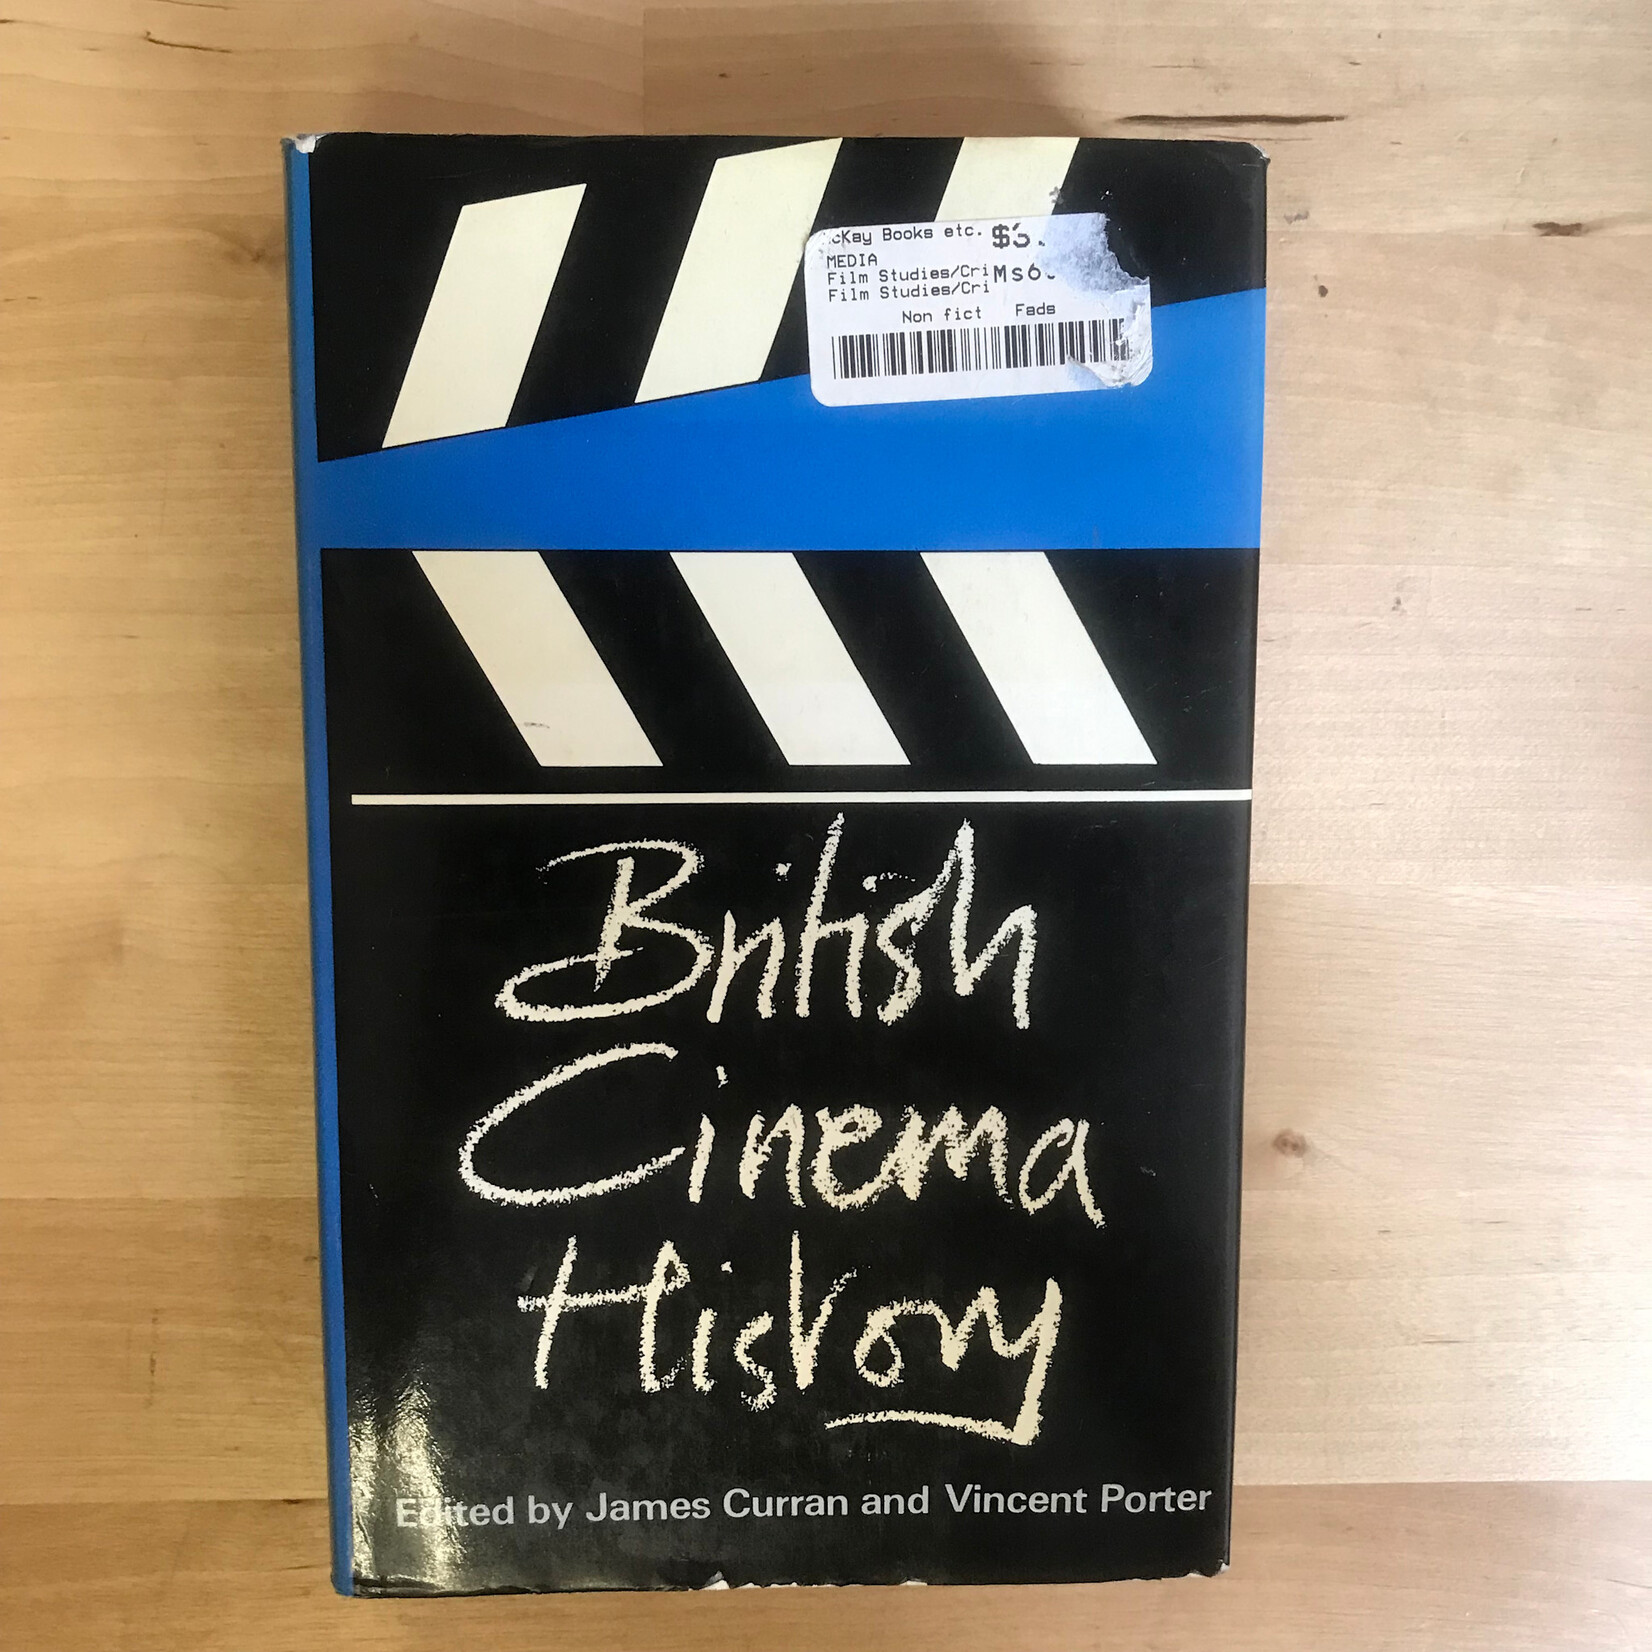 Books etc.
MEDIA
Film Studies/Cri
Film Studies/Cri
Non fict Fads
British
Cinema
History
Edited by James Curran and Vincent Porter